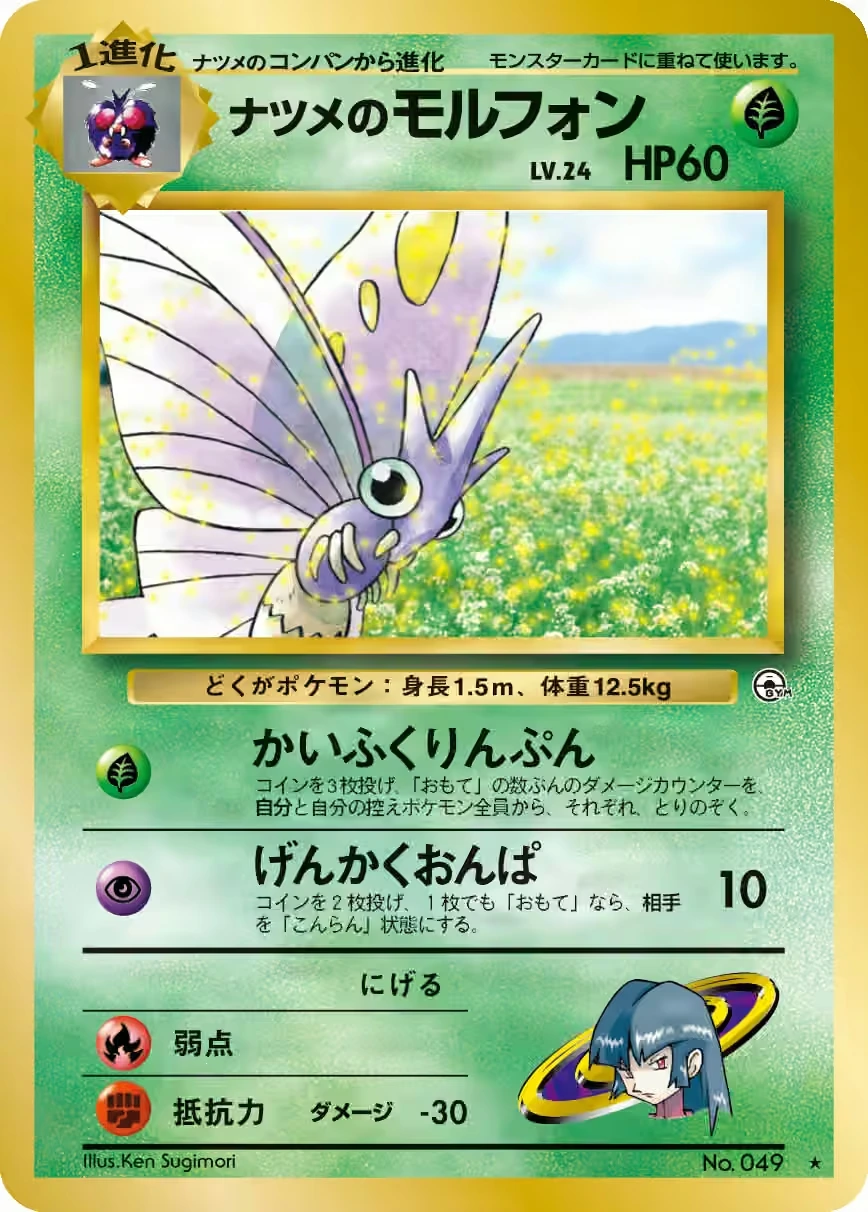 1進化
ナツメのコンパンから進化
モンスターカードに重ねて使います。
ナツメのモルフォン
LV.24 HP60
どくがポケモン：身長1.5m、体重12.5kg
GYM
かいふくりんぷん
コインを3枚投げ、「おもて」の数ぶんのダメージカウンターを、
自分と自分の控えポケモン全員から、それぞれ、とりのぞく。
げんかくおんぱ
10
コインを2枚投げ、1枚でも「おもて」なら、相手
を「こんらん」状態にする。
にげる
弱点
抵抗力 ダメージ -30
Illus.Ken Sugimori
No. 049 ★